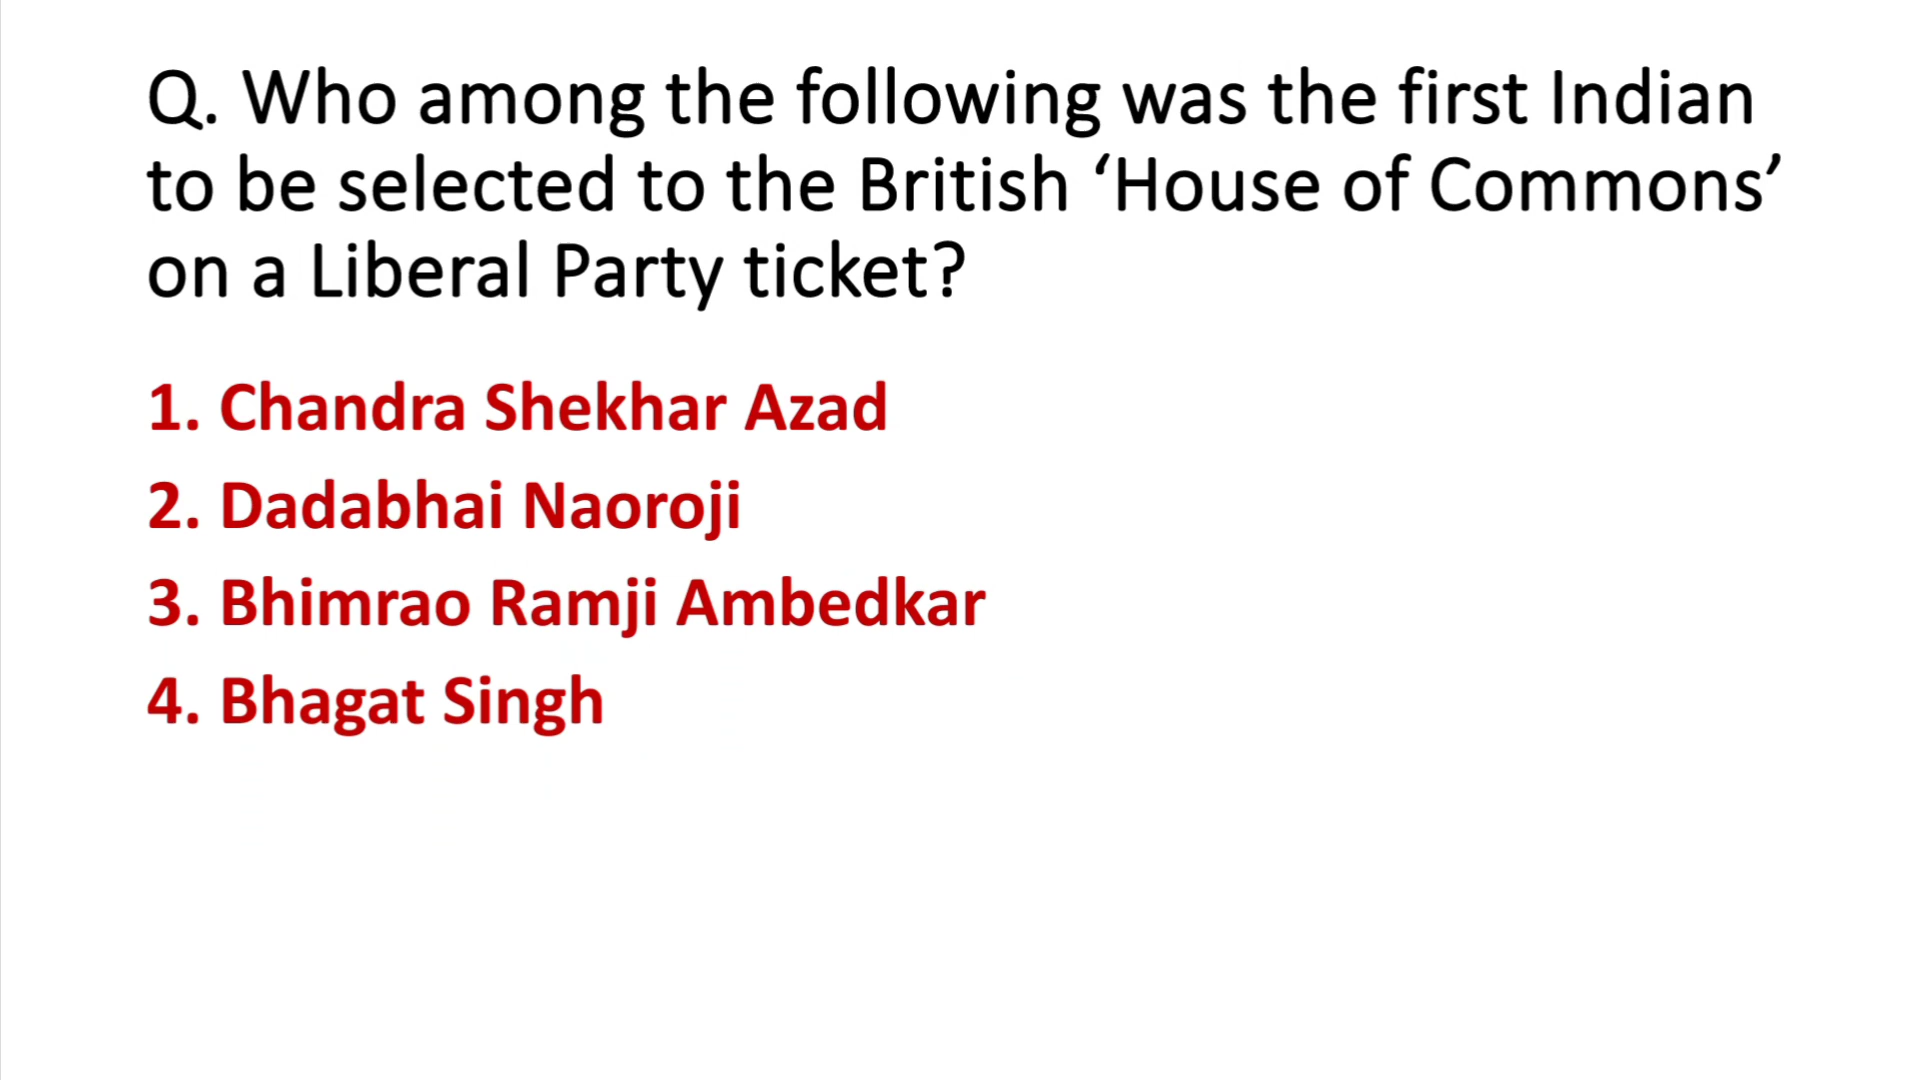 Q. Who among the following was the first Indian
to be selected to the British ‘House of Commons’
on a Liberal Party ticket?
1. Chandra Shekhar Azad
2. Dadabhai Naoroji
3. Bhimrao Ramji Ambedkar
4. Bhagat Singh